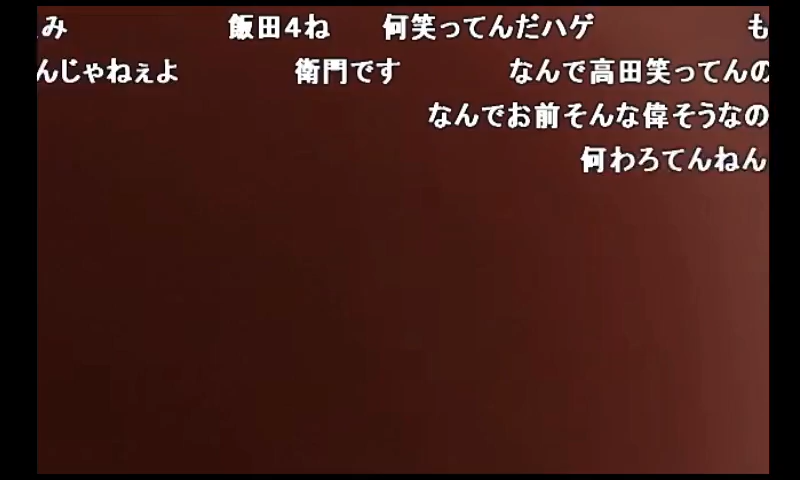 み 飯田4ね 何笑ってんだハゲ も
んじゃねぇよ 衛門です なんで高田笑ってんの
なんでお前そんな偉そうなの
何わろてんねん